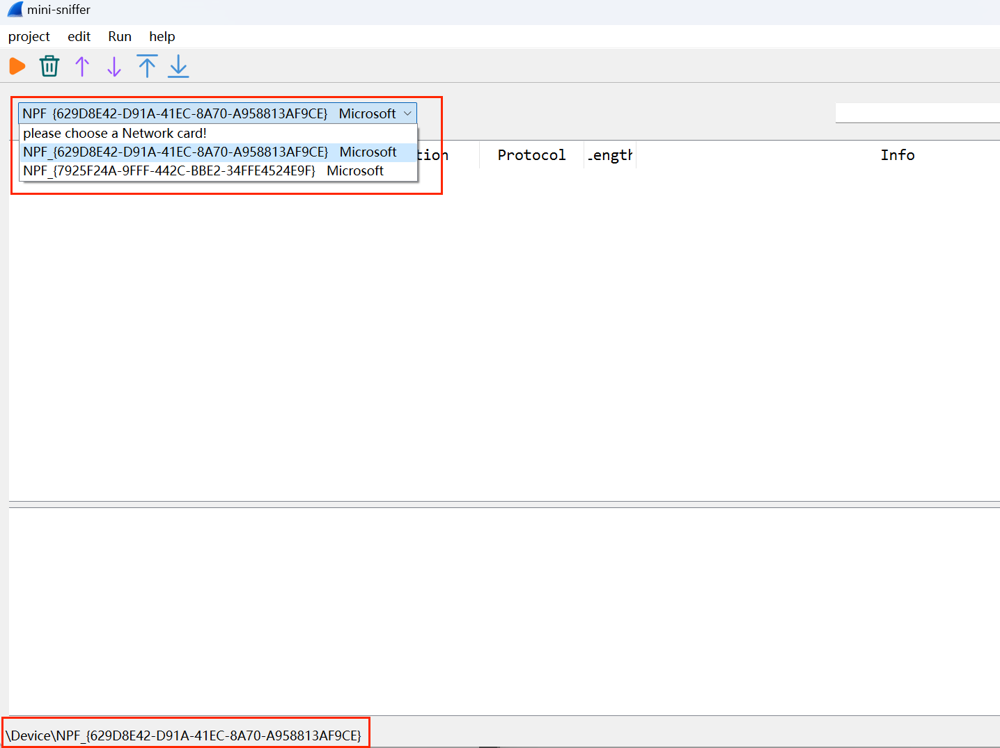 mini-sniffer
project edit Run help
NPF_{629D8E42-D91A-41EC-8A70-A958813AF9CE} Microsoft
please choose a Network card!
NPF_{629D8E42-D91A-41EC-8A70-A958813AF9CE} Microsoft
NPF_{7925F24A-9FFF-442C-BBE2-34FFE4524E9F} Microsoft
tion Protocol Length Info
\Device\NPF_{629D8E42-D91A-41EC-8A70-A958813AF9CE}